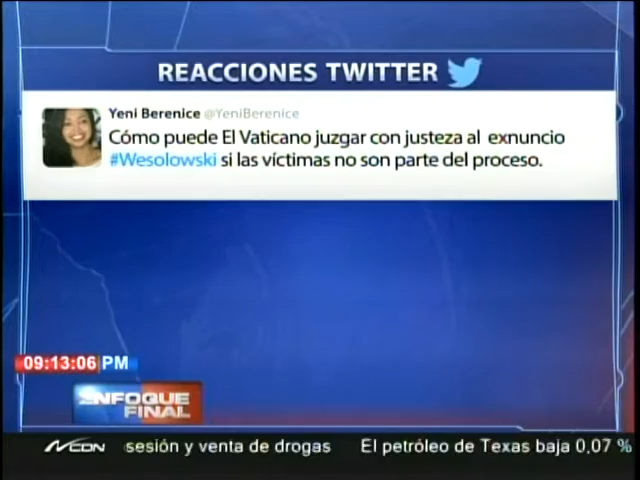 REACCIONES TWITTER
Yeni Berenice @YeniBerenice
Cómo puede El Vaticano juzgar con justeza al exnuncio
#Wesolowski si las víctimas no son parte del proceso.
09:13:06 PM
ENFOQUE
FINAL
CDN sesión y venta de drogas El petróleo de Texas baja 0,07 %